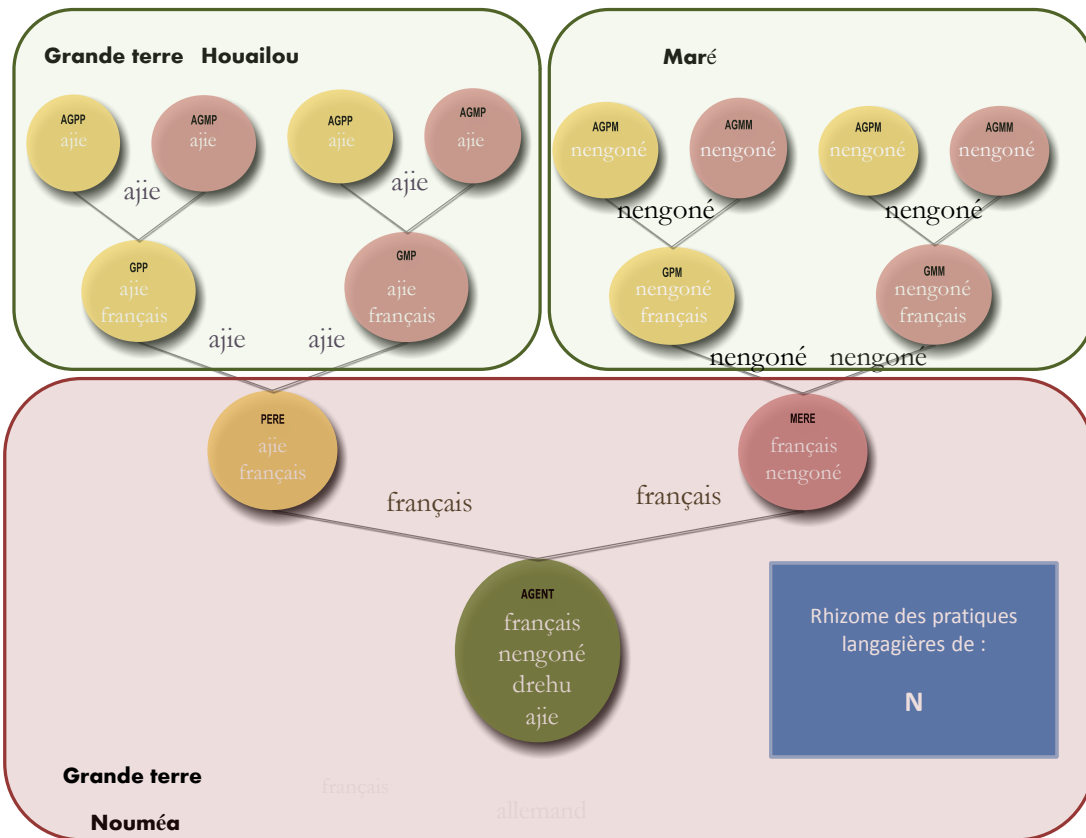 Grande terre Houailou
Maré
AGPP
ajie
AGMP
ajie
AGPP
ajie
AGMP
ajie
AGPM
nengoné
AGMM
nengoné
AGPM
nengoné
AGMM
nengoné
ajie
ajie
nengoné
nengoné
GPP
ajie
français
GMP
ajie
français
GPM
nengoné
français
GMM
nengoné
français
ajie
ajie
nengoné
nengoné
PERE
ajie
français
MERE
français
nengoné
français
français
AGENT
français
nengoné
drehu
ajie
Rhizome des pratiques
langagières de :
N
Grande terre
Nouméa
français
allemand